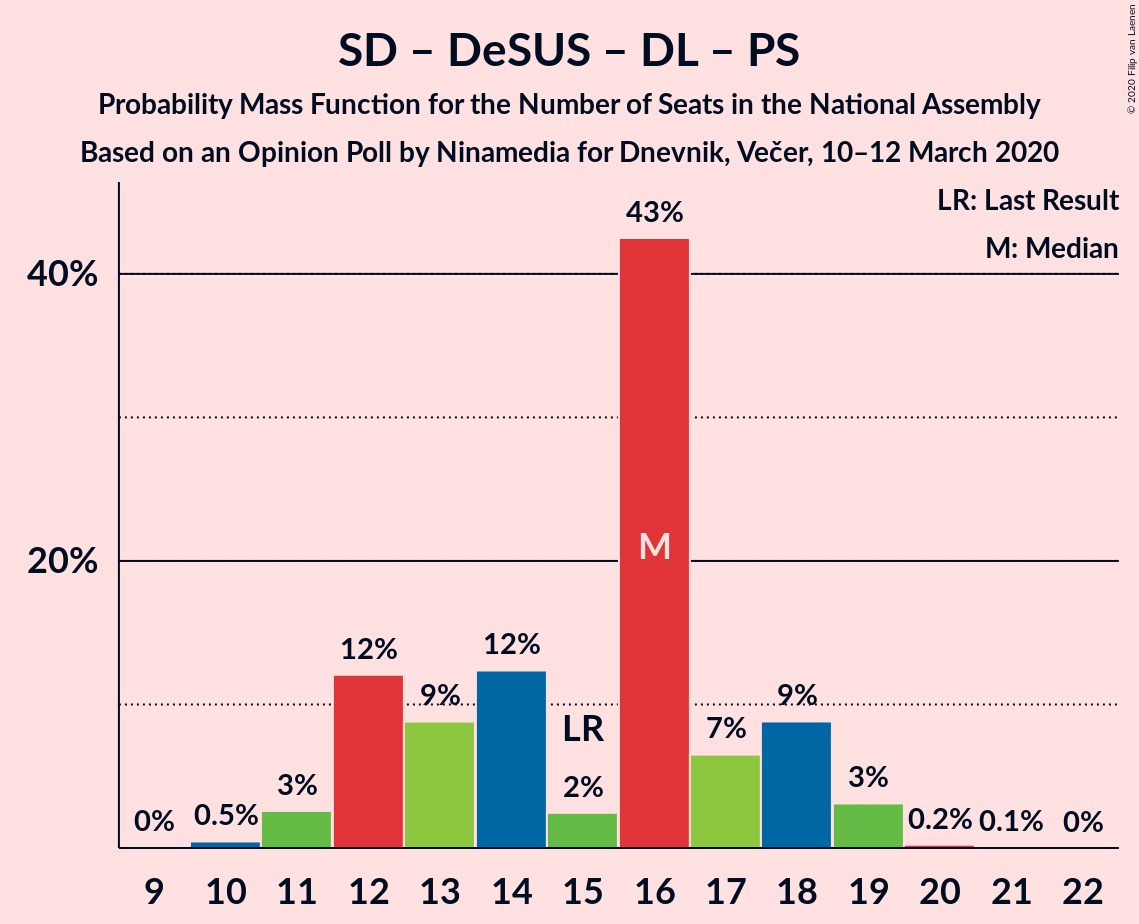 SD – DeSUS – DL – PS
Probability Mass Function for the Number of Seats in the National Assembly
Based on an Opinion Poll by Ninamedia for Dnevnik, Večer, 10–12 March 2020
© 2020 Filip van Laenen
LR: Last Result
M: Median
40%
20%
0% 0.5% 3% 12% 9% 12% 2% 43% 7% 9% 3% 0.2% 0.1% 0%
LR
M
9 10 11 12 13 14 15 16 17 18 19 20 21 22